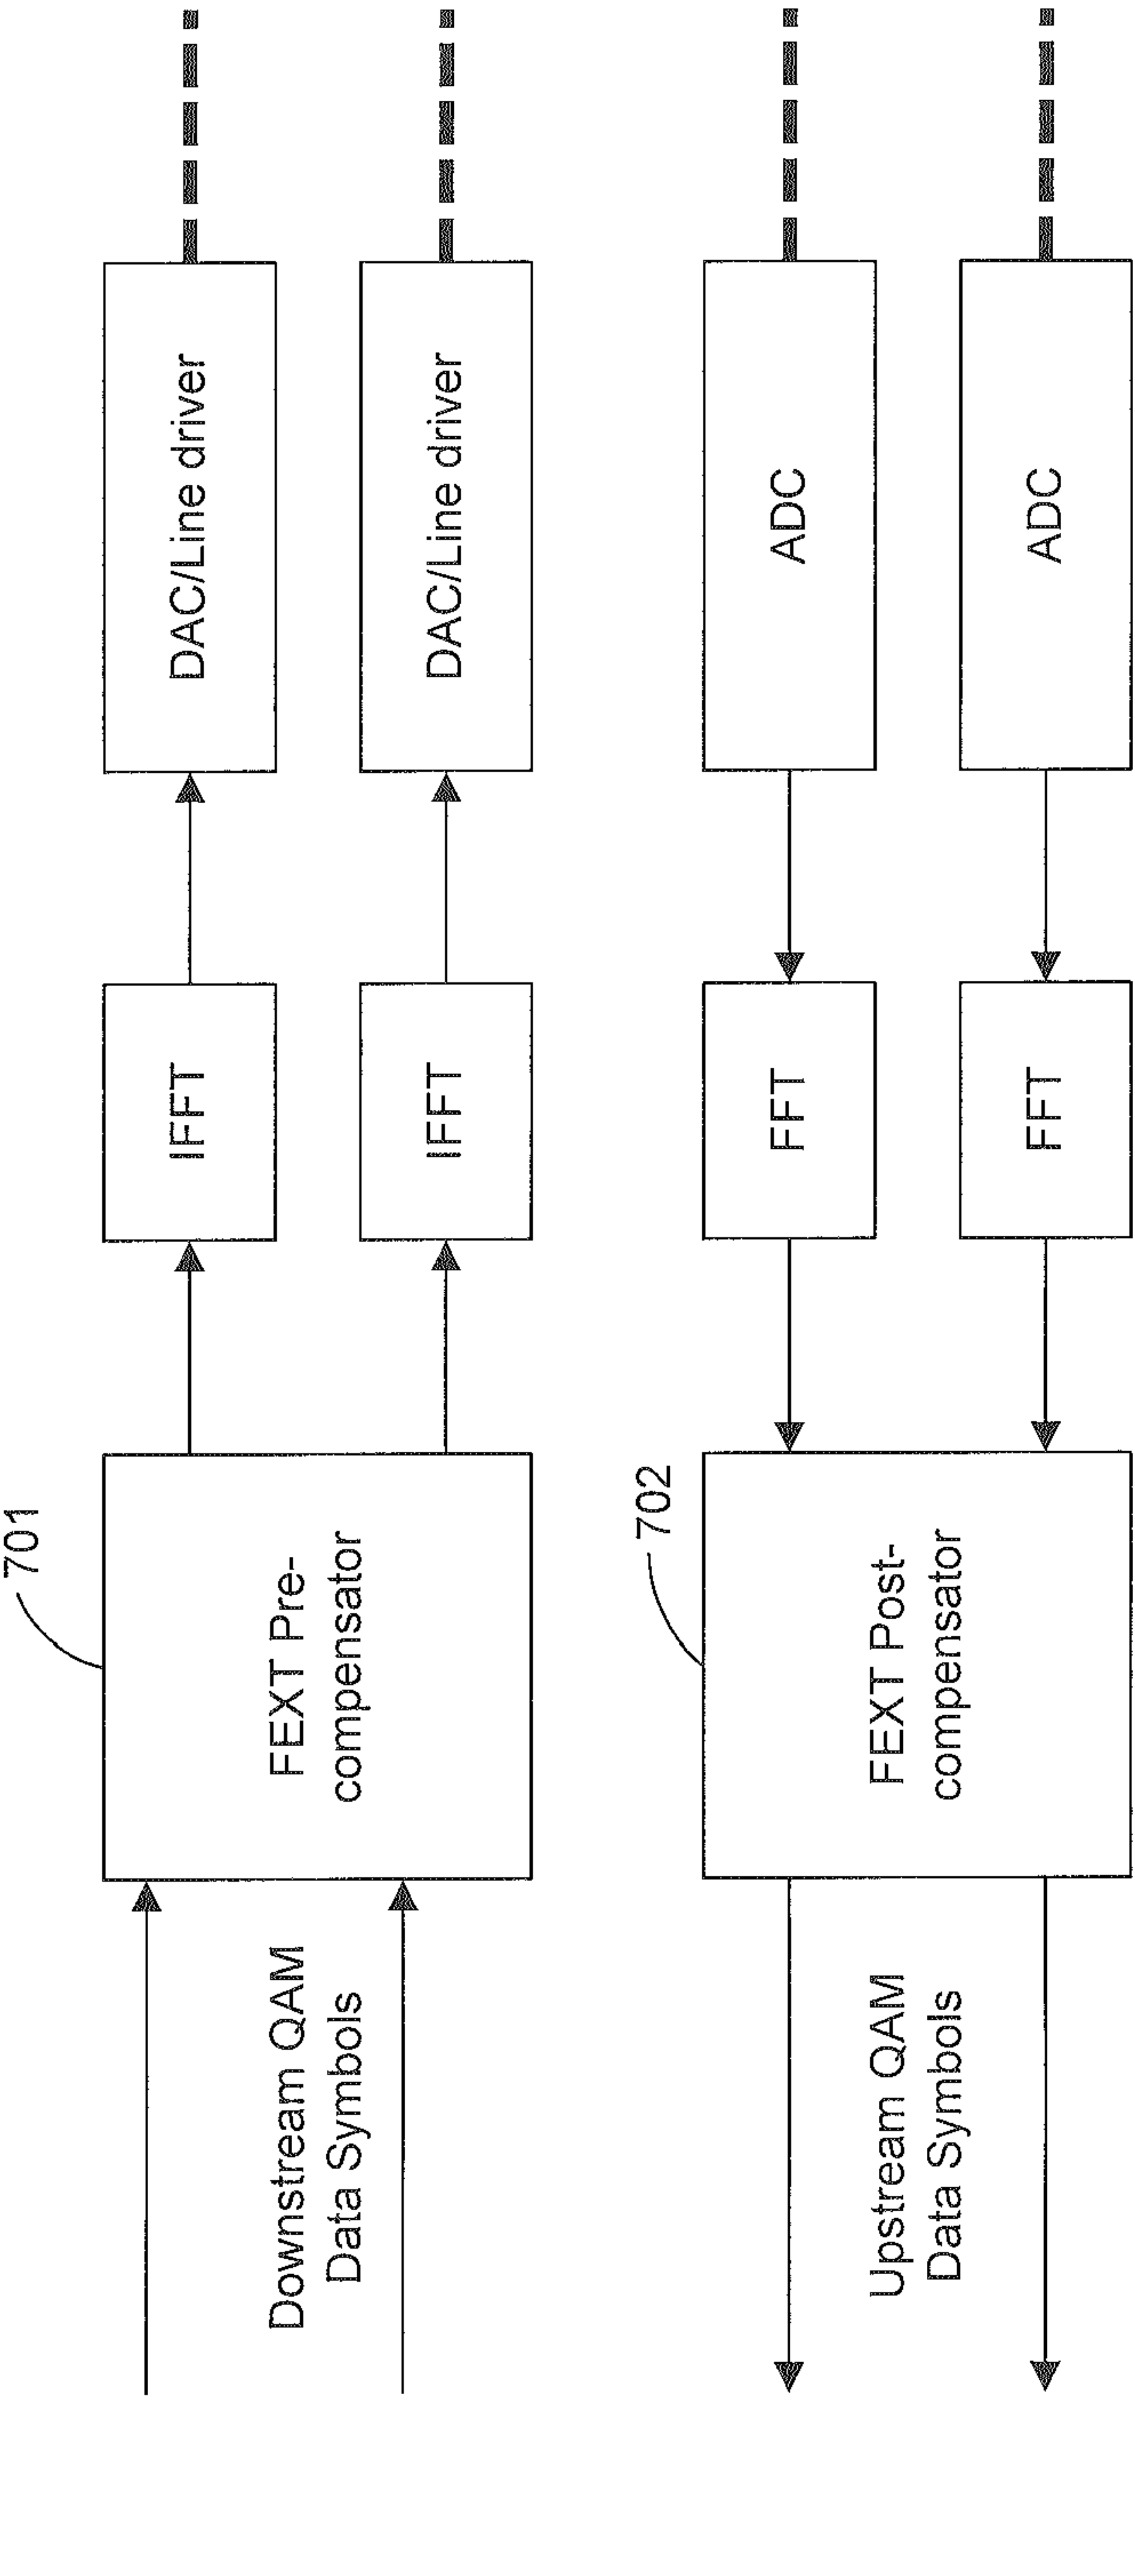 701
Downstream QAM
Data Symbols
FEXT Pre-
compensator
IFFT
DAC/Line driver
IFFT
DAC/Line driver
702
Upstream QAM
Data Symbols
FEXT Post-
compensator
FFT
ADC
FFT
ADC